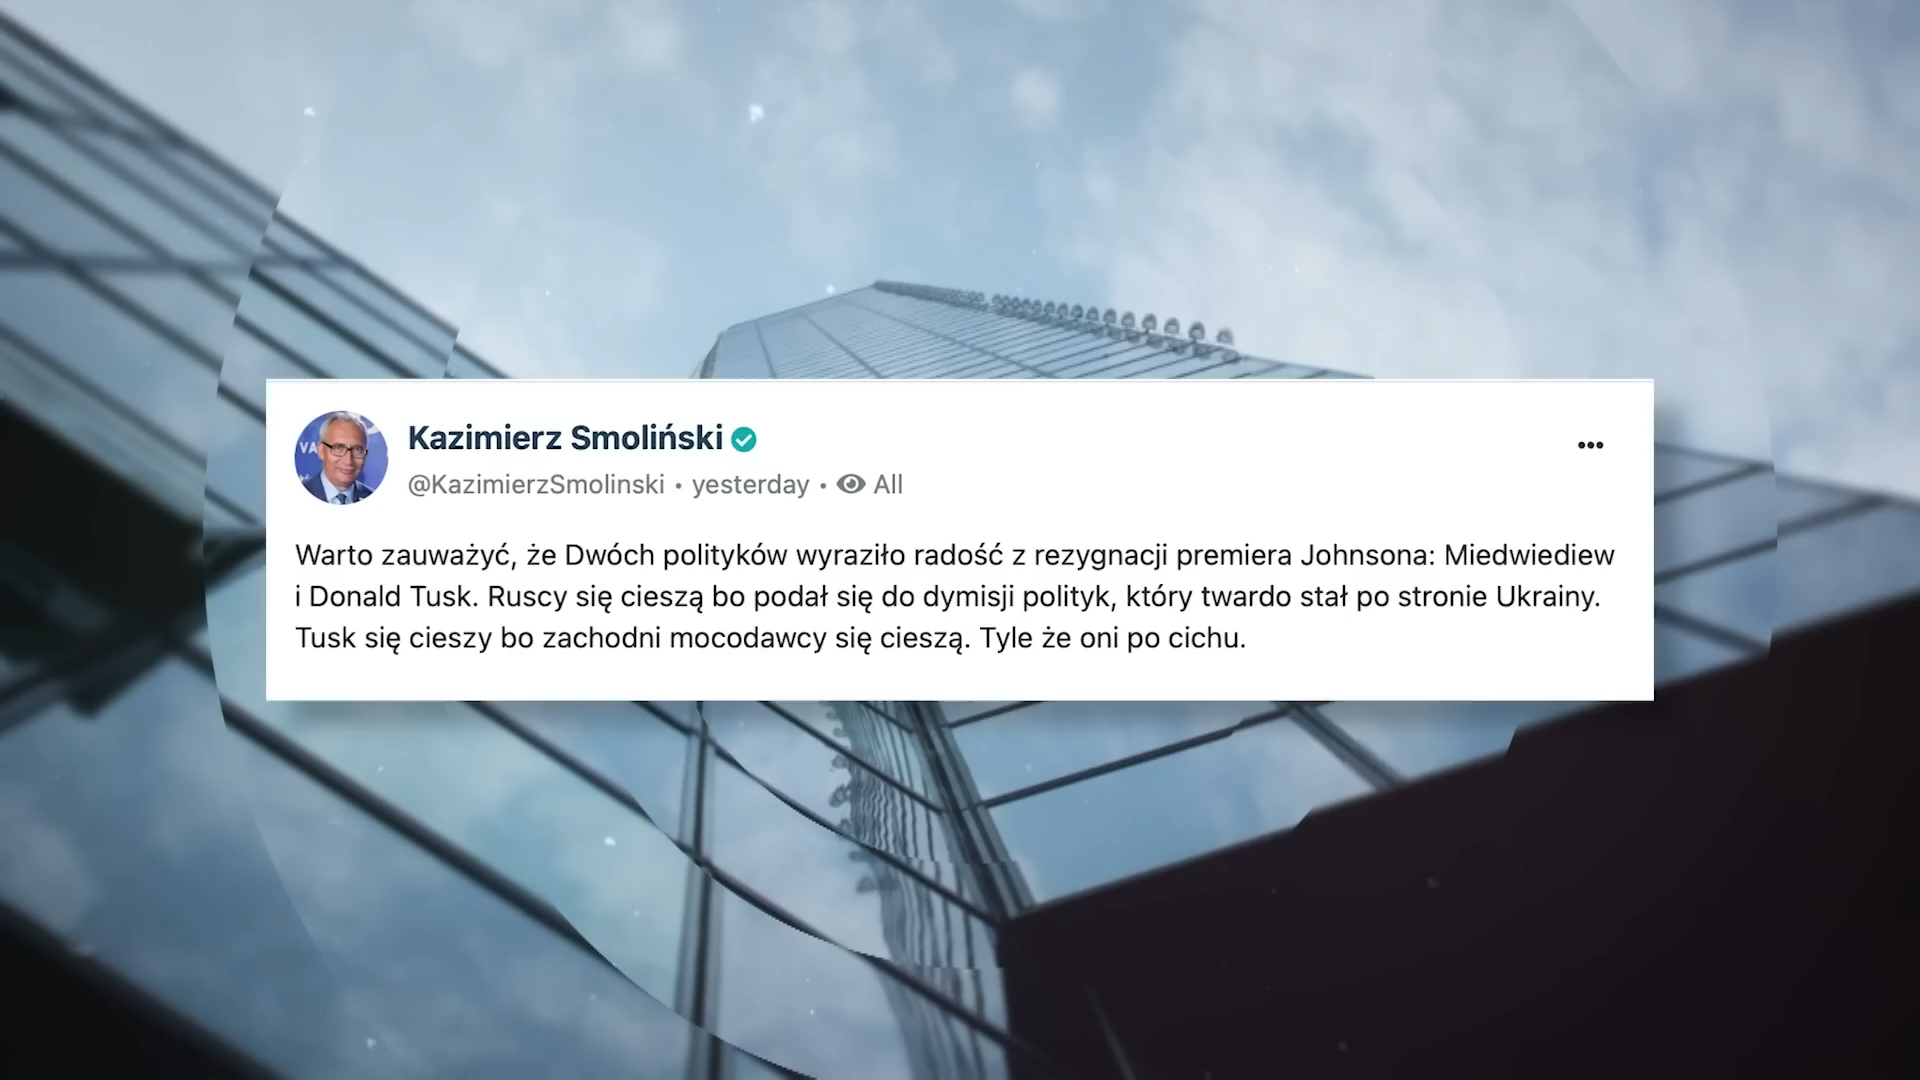 Kazimierz Smoliński
@KazimierzSmolinski • yesterday • All
Warto zauważyć, że Dwóch polityków wyraziło radość z rezygnacji premiera Johnsona: Miedwiediew
i Donald Tusk. Ruscy się cieszą bo podał się do dymisji polityk, który twardo stał po stronie Ukrainy.
Tusk się cieszy bo zachodni mocodawcy się cieszą. Tyle że oni po cichu.